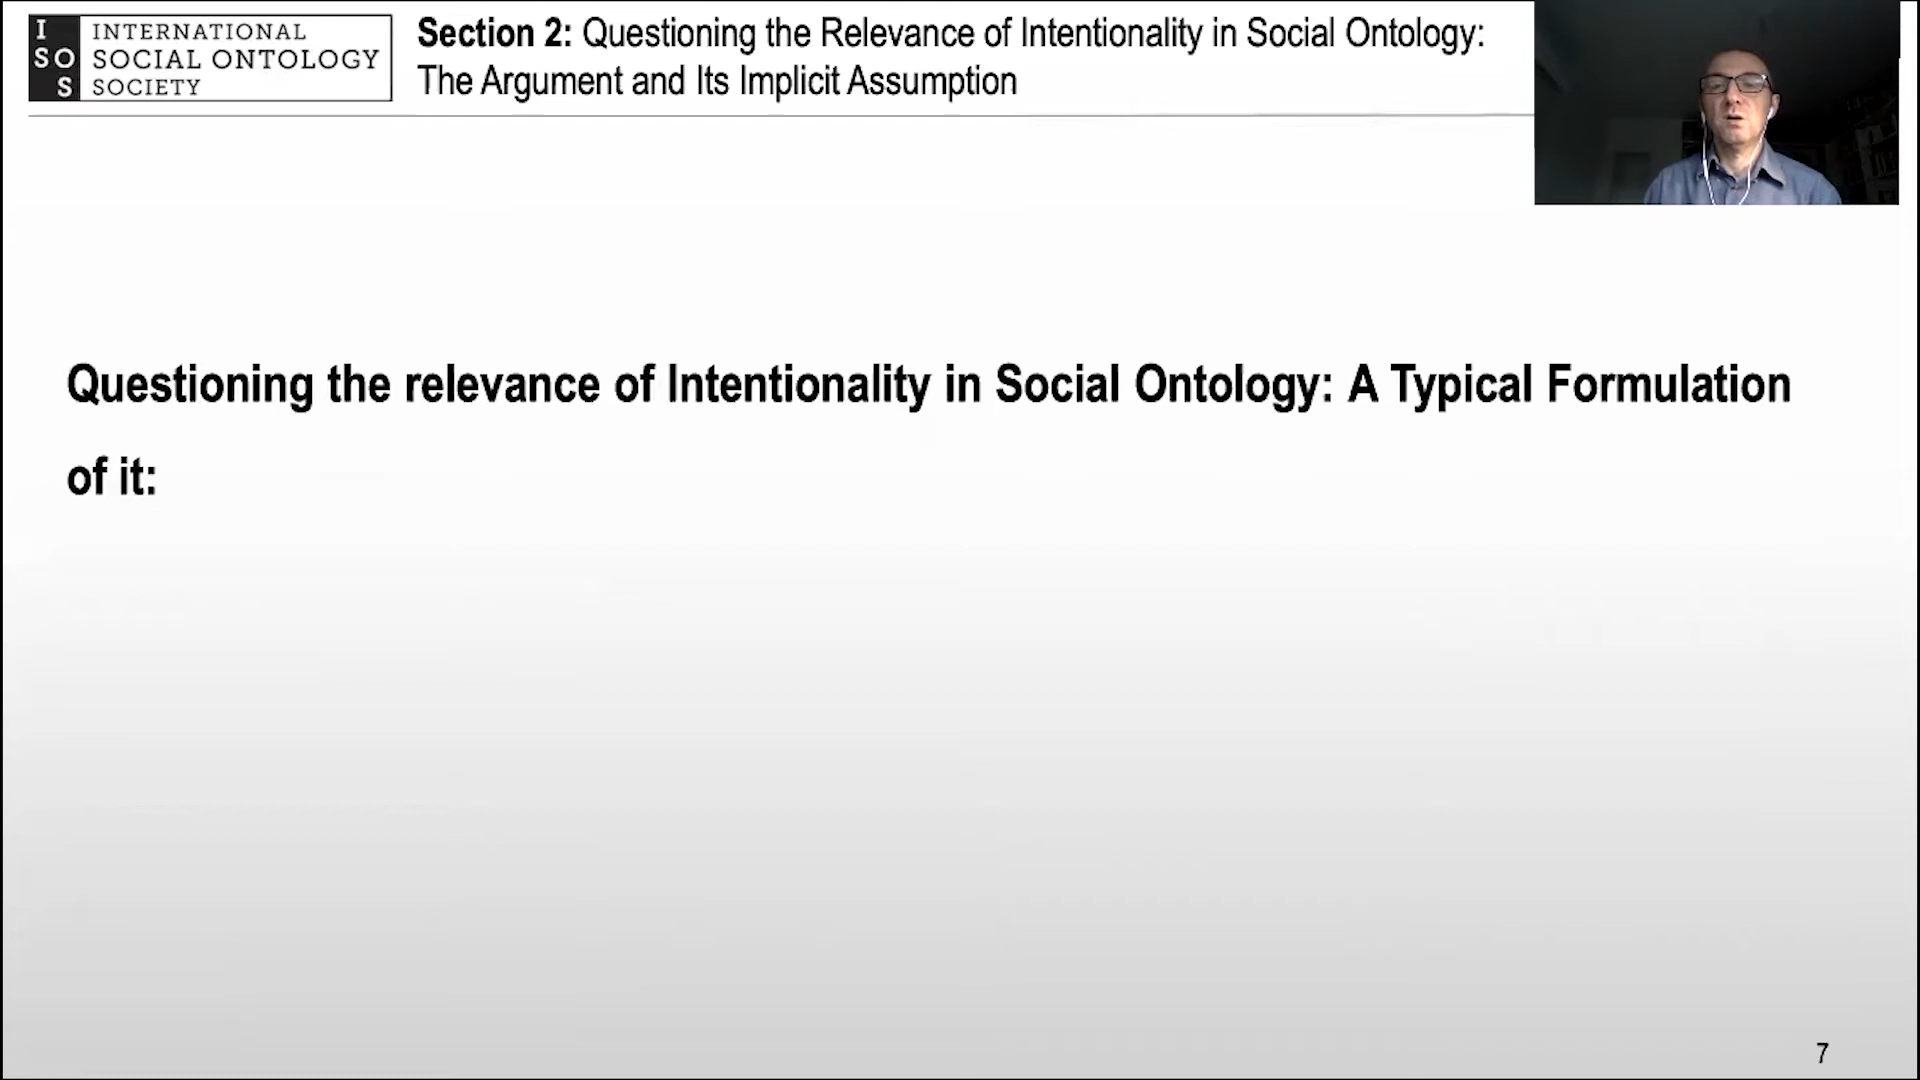 I
SO
S
INTERNATIONAL
SOCIAL ONTOLOGY
SOCIETY
Section 2: Questioning the Relevance of Intentionality in Social Ontology:
The Argument and Its Implicit Assumption
Questioning the relevance of Intentionality in Social Ontology: A Typical Formulation
of it:
7